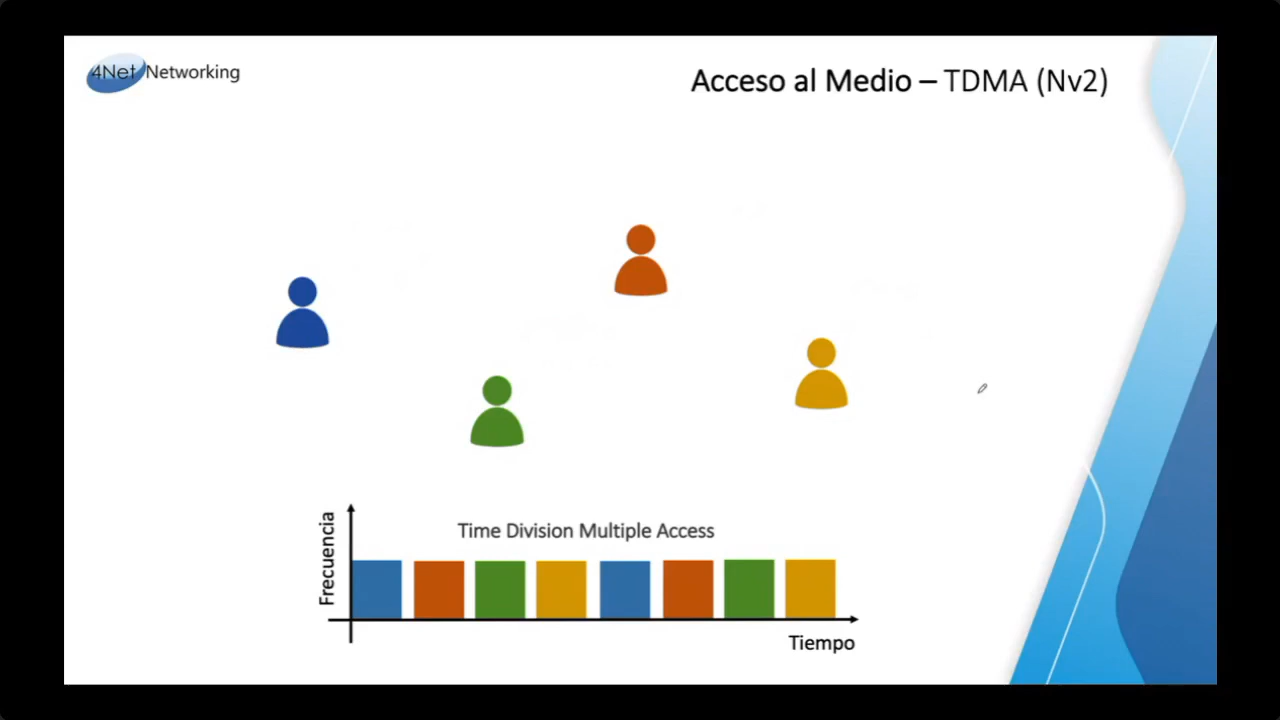 4Net Networking
Acceso al Medio – TDMA (Nv2)
Time Division Multiple Access
Frecuencia
Tiempo